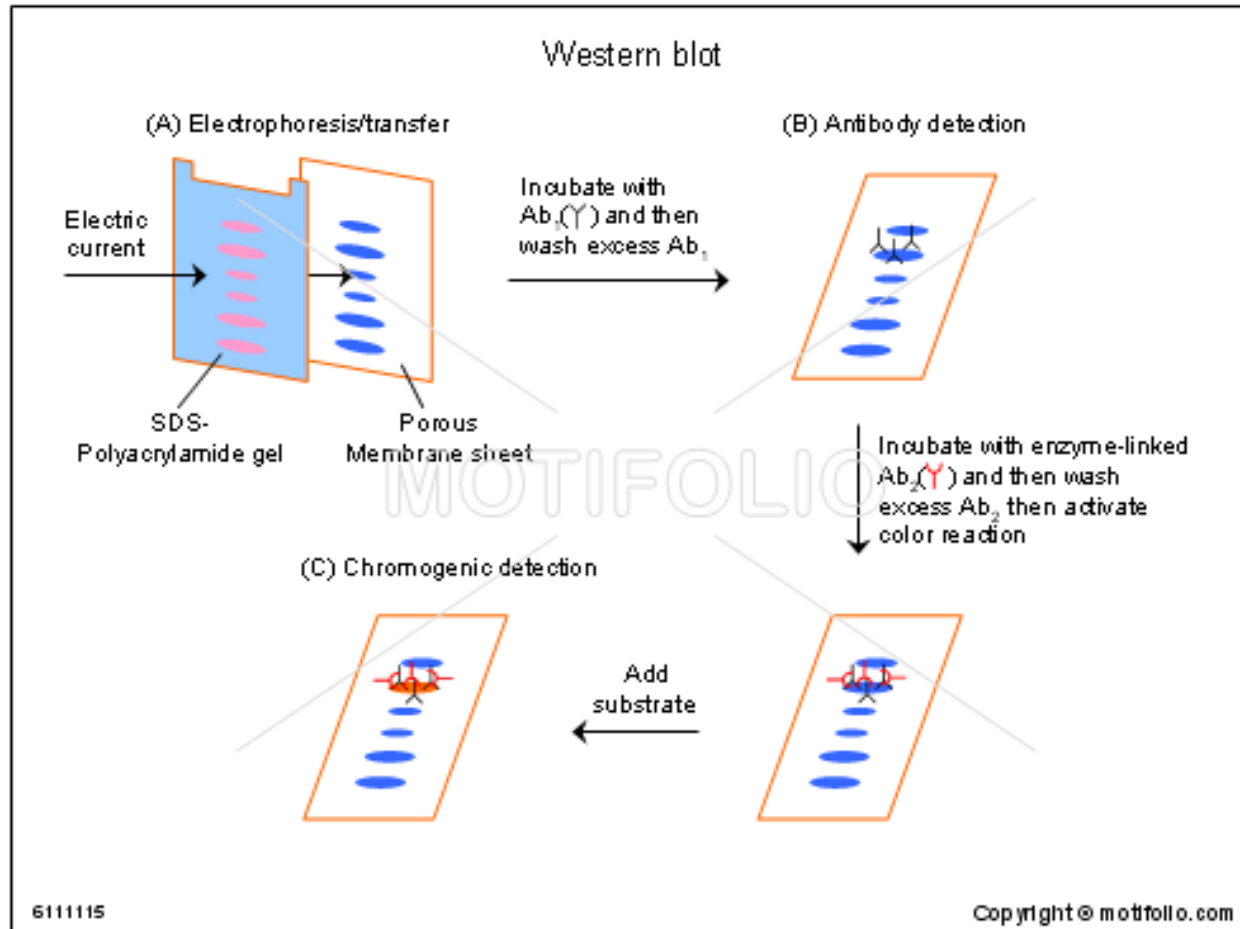 Western blot
(A) Electrophoresis/transfer
(B) Antibody detection
Electric
current
Incubate with
Ab₁(Y) and then
wash excess Ab₁
SDS-
Polyacrylamide gel
Porous
Membrane sheet
Incubate with enzyme-linked
Ab₂(Y) and then wash
excess Ab₂ then activate
color reaction
MOTIFOLIO
(C) Chromogenic detection
Add
substrate
6111115
Copyright © motifolio.com